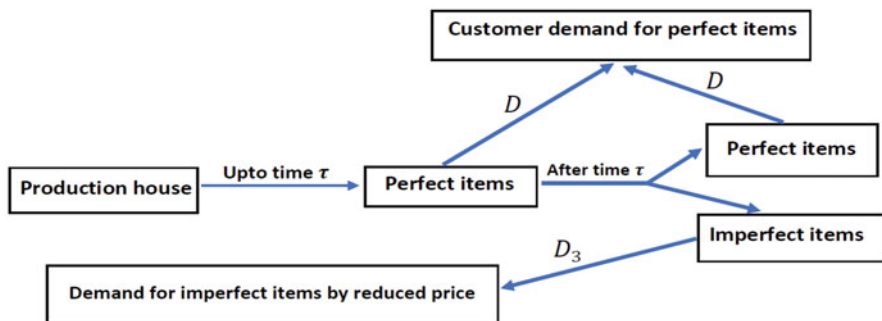 Customer demand for perfect items
D
D
Upto time τ
After time τ
Perfect items
Production house
Perfect items
Imperfect items
D₃
Demand for imperfect items by reduced price